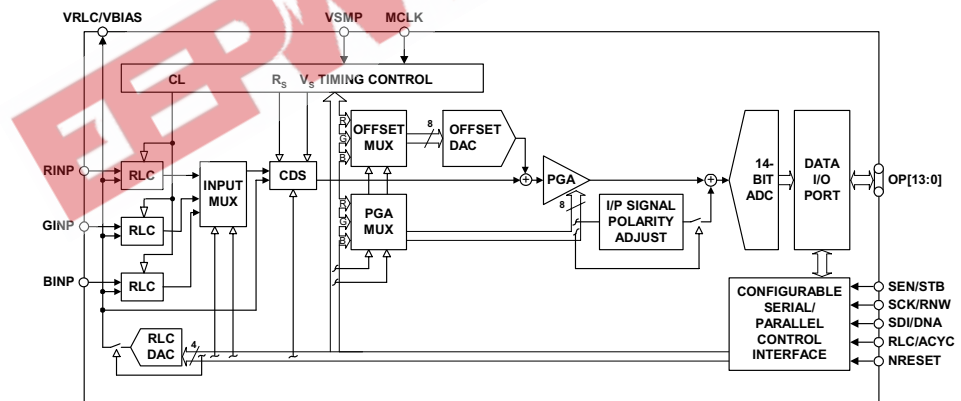 VRLC/VBIAS
VSMP
MCLK
CL
RS
VS TIMING CONTROL
R
G
B
OFFSET
MUX
8
OFFSET
DAC
RINP
RLC
INPUT
MUX
CDS
PGA
14-
BIT
ADC
DATA
I/O
PORT
OP[13:0]
GINP
RLC
R
G
B
PGA
MUX
8
I/P SIGNAL
POLARITY
ADJUST
BINP
RLC
CONFIGURABLE
SERIAL/
PARALLEL
CONTROL
INTERFACE
SEN/STB
SCK/RNW
SDI/DNA
RLC/ACYC
NRESET
RLC
DAC
4